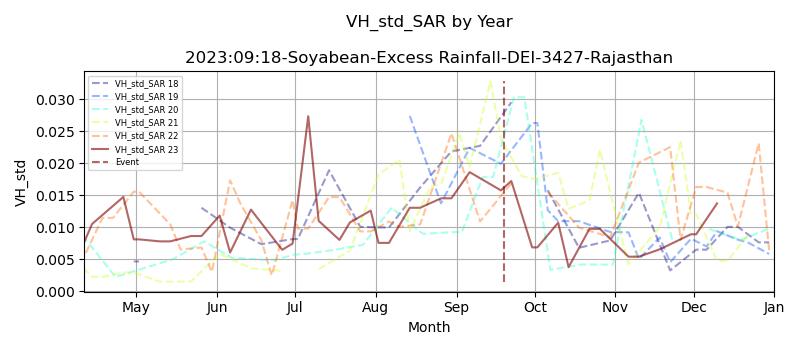 VH_std_SAR by Year
2023:09:18-Soyabean-Excess Rainfall-DEI-3427-Rajasthan
VH_std
0.030
0.025
0.020
0.015
0.010
0.005
0.000
VH_std_SAR 18
VH_std_SAR 19
VH_std_SAR 20
VH_std_SAR 21
VH_std_SAR 22
VH_std_SAR 23
Event
May Jun Jul Aug Sep Oct Nov Dec Jan
Month